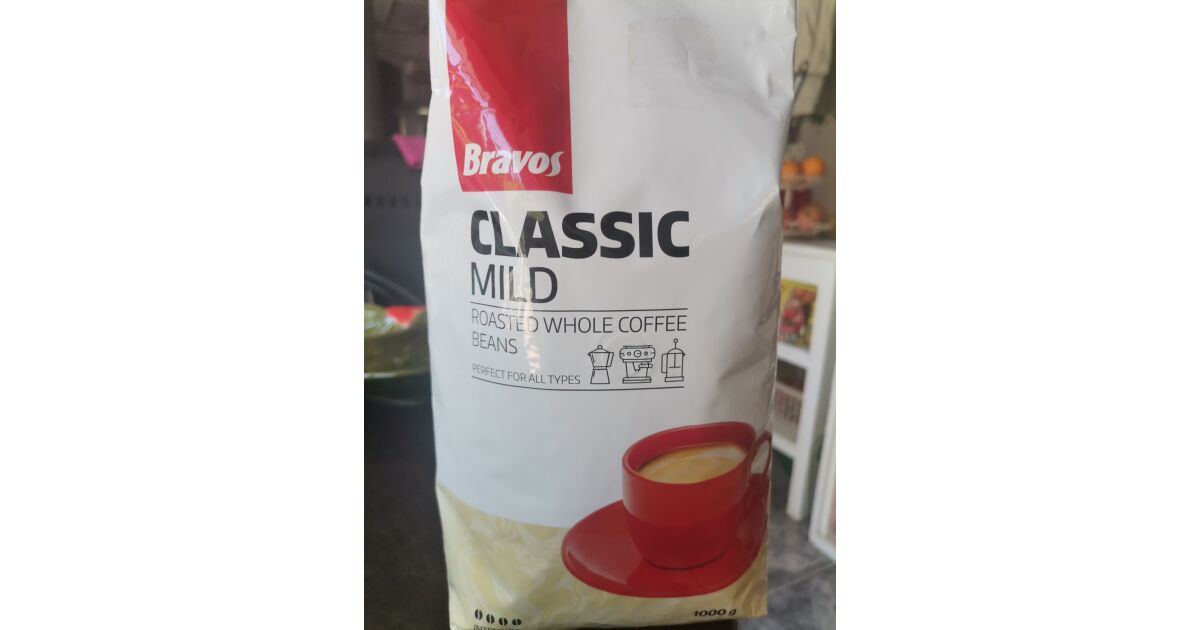 Bravos
CLASSIC
MILD
ROASTED WHOLE COFFEE
BEANS
PERFECT FOR ALL TYPES
1000 g